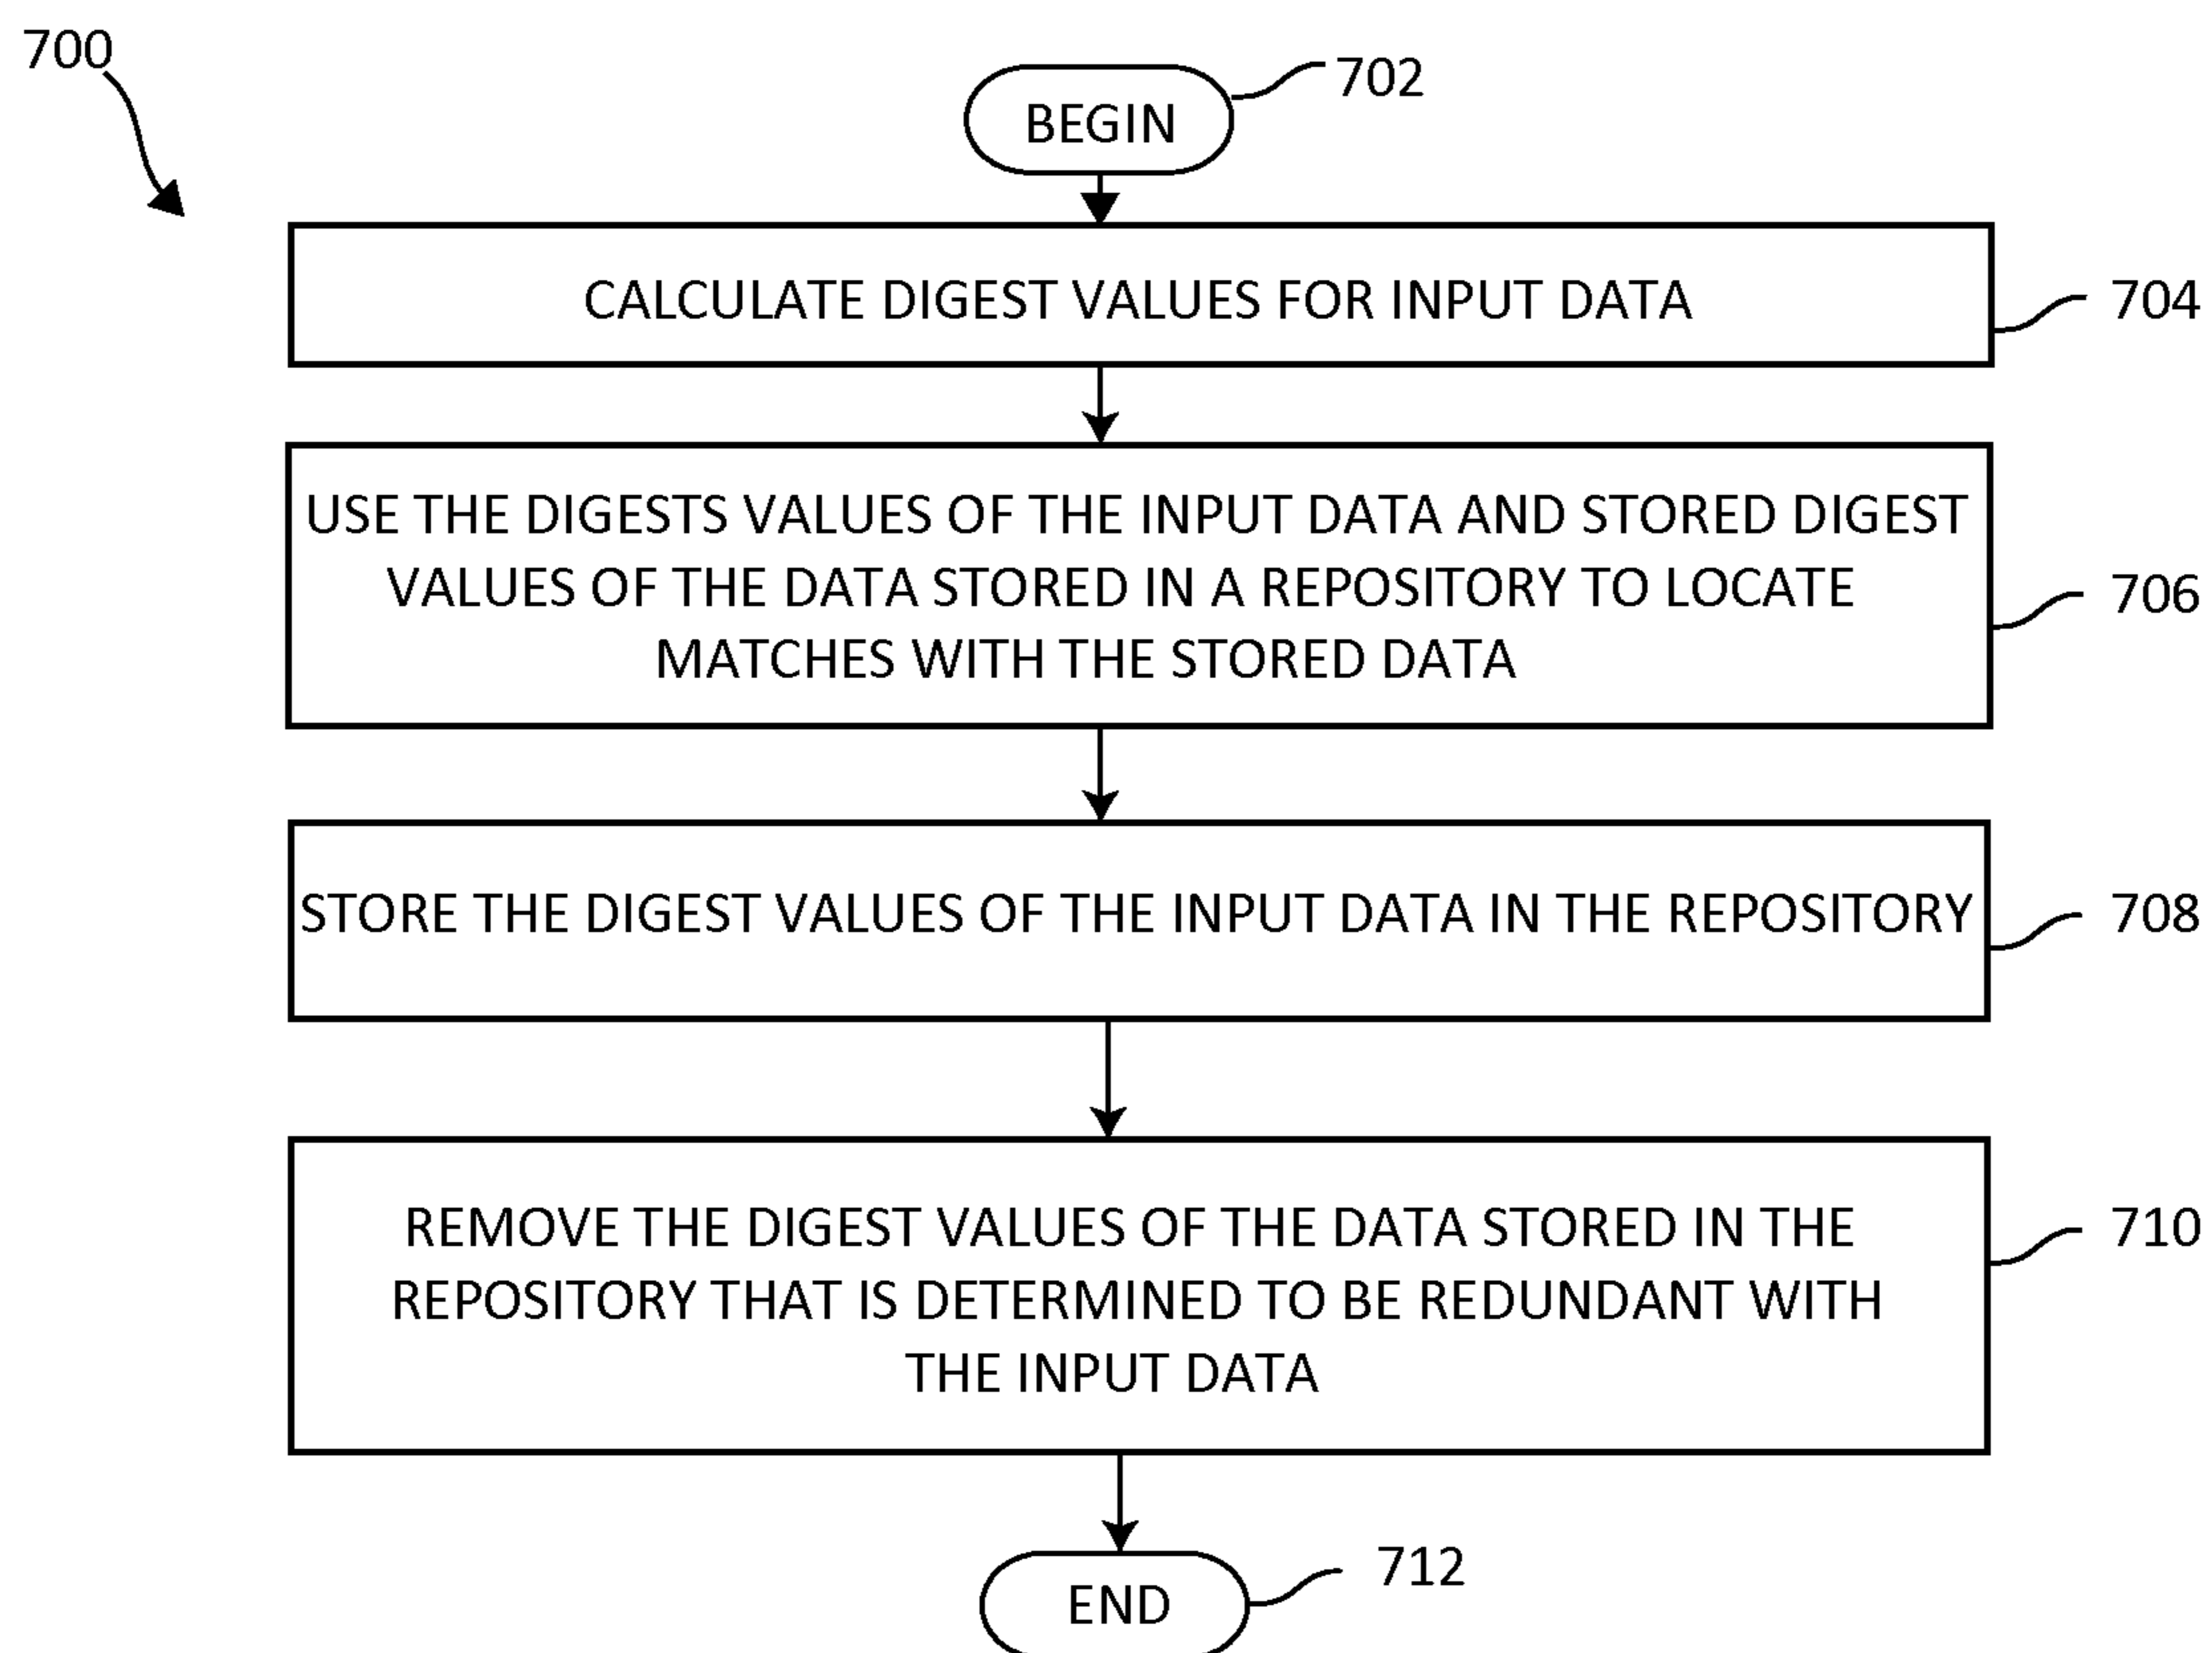 700
BEGIN
702
CALCULATE DIGEST VALUES FOR INPUT DATA
704
USE THE DIGESTS VALUES OF THE INPUT DATA AND STORED DIGEST
VALUES OF THE DATA STORED IN A REPOSITORY TO LOCATE
MATCHES WITH THE STORED DATA
706
STORE THE DIGEST VALUES OF THE INPUT DATA IN THE REPOSITORY
708
REMOVE THE DIGEST VALUES OF THE DATA STORED IN THE
REPOSITORY THAT IS DETERMINED TO BE REDUNDANT WITH
THE INPUT DATA
710
END
712